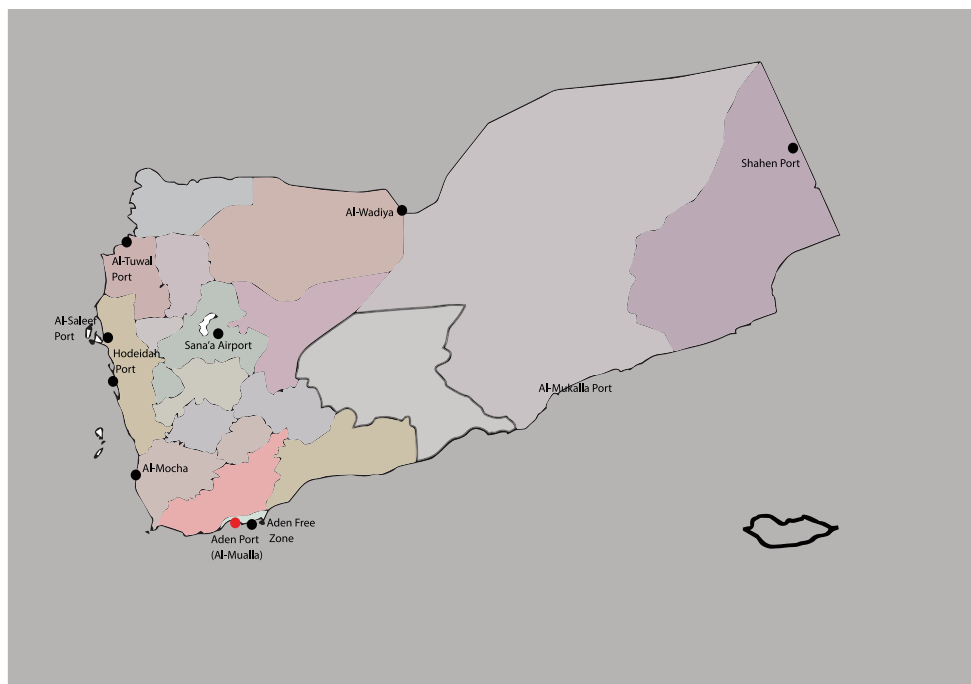 Shahen Port
Al-Wadiya
Al-Tuwal
Port
Al-Saleef
Port
Sana'a Airport
Hodeidah
Port
Al-Mukalla Port
Al-Mocha
Aden Free
Zone
Aden Port
(Al-Mualla)